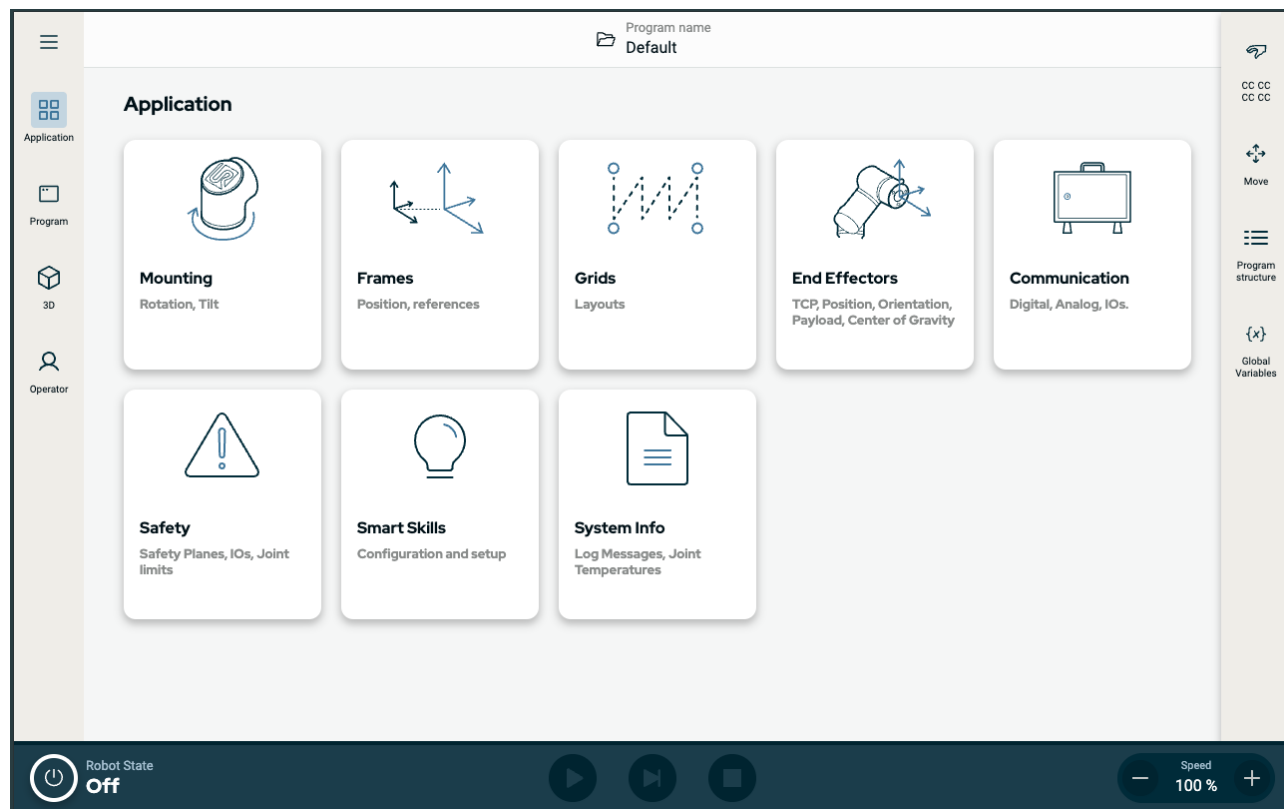 Program name
Default
Application
Program
3D
Operator
Application
Mounting
Rotation, Tilt
Frames
Position, references
Grids
Layouts
End Effectors
TCP, Position, Orientation,
Payload, Center of Gravity
Communication
Digital, Analog, IOs.
Safety
Safety Planes, IOs, Joint
limits
Smart Skills
Configuration and setup
System Info
Log Messages, Joint
Temperatures
CC CC
CC CC
Move
Program
structure
{x}
Global
Variables
Robot State
Off
Speed
100 %